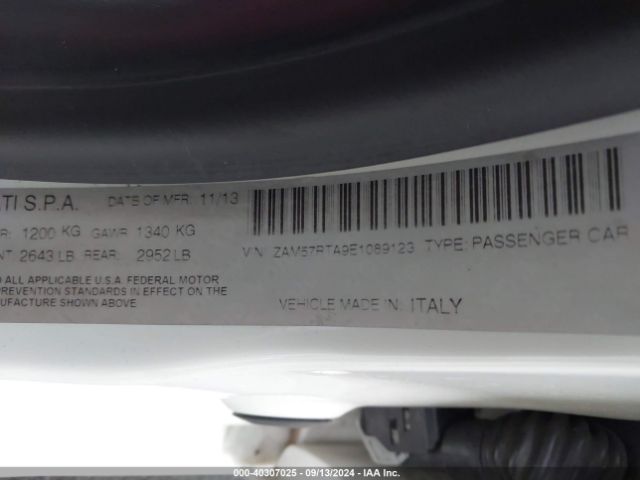 TI S.P.A. DATE OF MFR. 11/13
R: 1200 KG GAWR 1340 KG
NT 2643 LB REAR: 2952 LB
O ALL APPLICABLE U.S.A. FEDERAL MOTOR
PREVENTION STANDARDS IN EFFECT ON THE
NUFACTURE SHOWN ABOVE
VIN: ZAM57RTA9E1089123 TYPE: PASSENGER CAR
VEHICLE MADE IN: ITALY
000-40307025 - 09/13/2024 - IAA Inc.